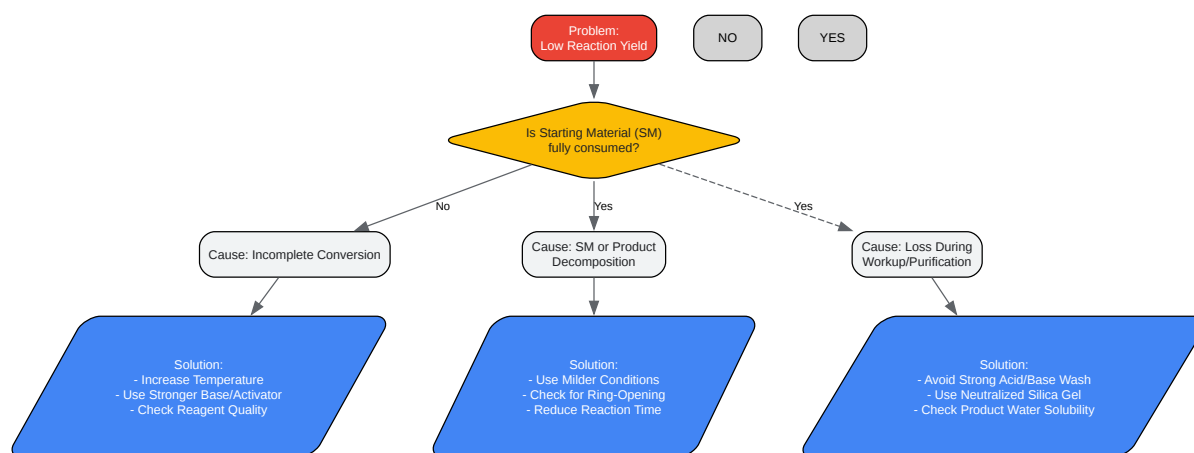 Problem:
Low Reaction Yield
NO
YES
Is Starting Material (SM)
fully consumed?
No
Yes
Yes
Cause: Incomplete Conversion
Cause: SM or Product
Decomposition
Cause: Loss During
Workup/Purification
Solution:
- Increase Temperature
- Use Stronger Base/Activator
- Check Reagent Quality
Solution:
- Use Milder Conditions
- Check for Ring-Opening
- Reduce Reaction Time
Solution:
- Avoid Strong Acid/Base Wash
- Use Neutralized Silica Gel
- Check Product Water Solubility